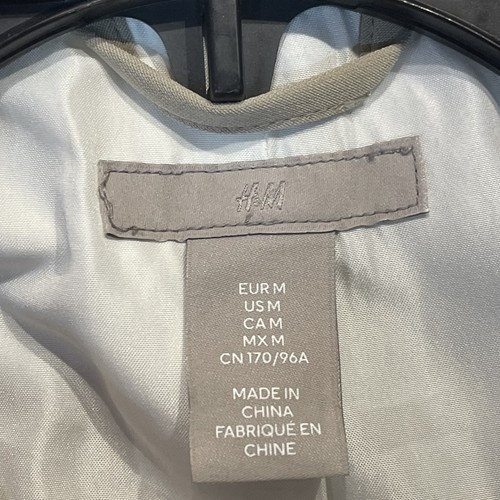 H&M
EUR M
US M
CA M
MX M
CN 170/96A
MADE IN
CHINA
FABRIQUÉ EN
CHINE